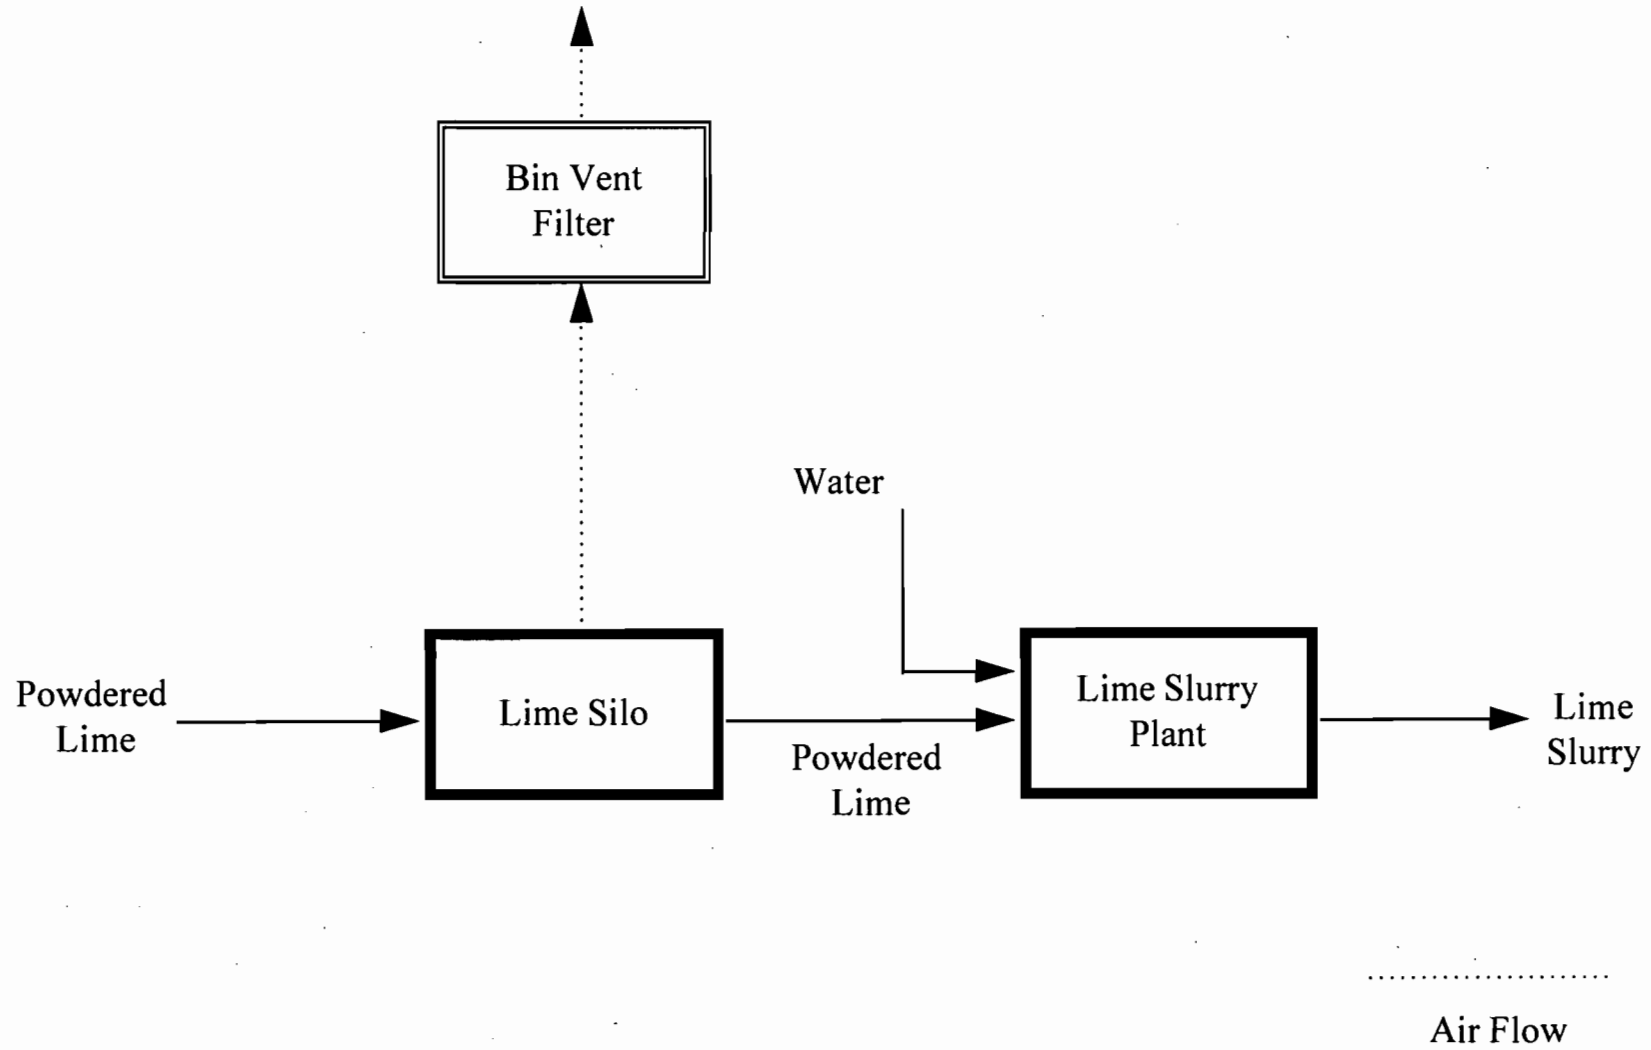 Bin Vent
Filter
Water
Powdered
Lime
Lime Silo
Powdered
Lime
Lime Slurry
Plant
Lime
Slurry
Air Flow